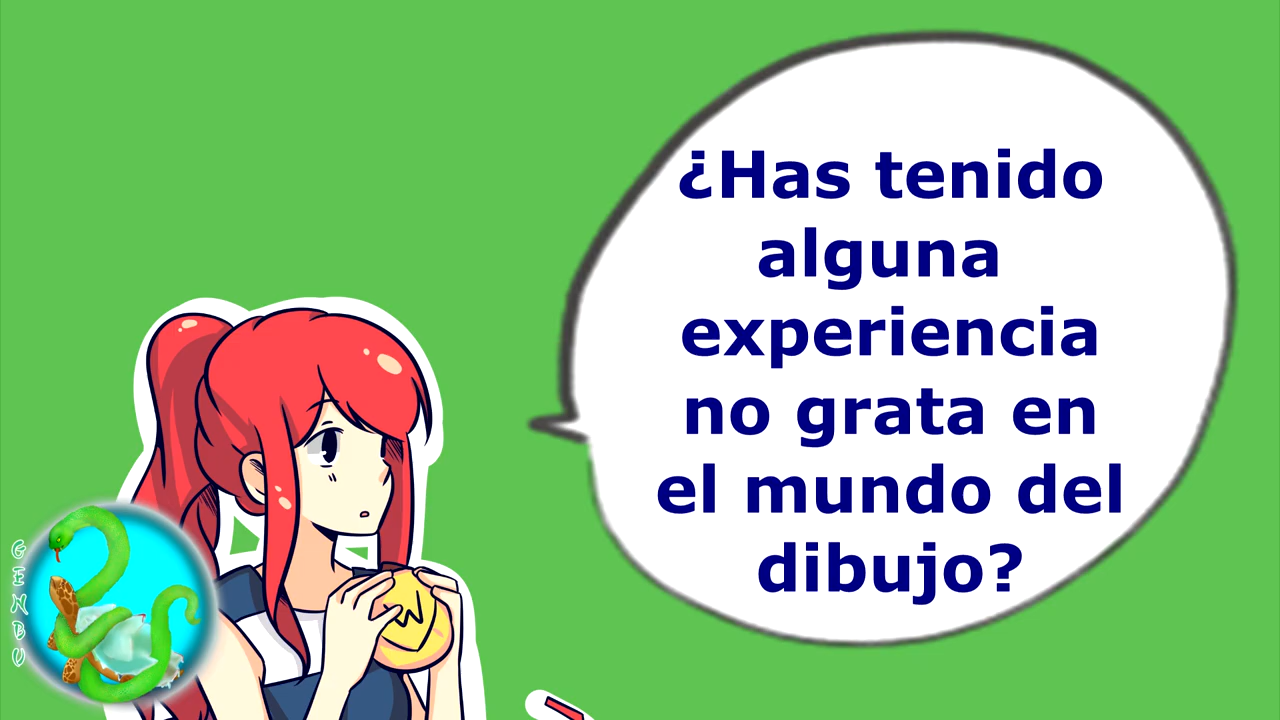 ¿Has tenido
alguna
experiencia
no grata en
el mundo del
dibujo?
GENBU